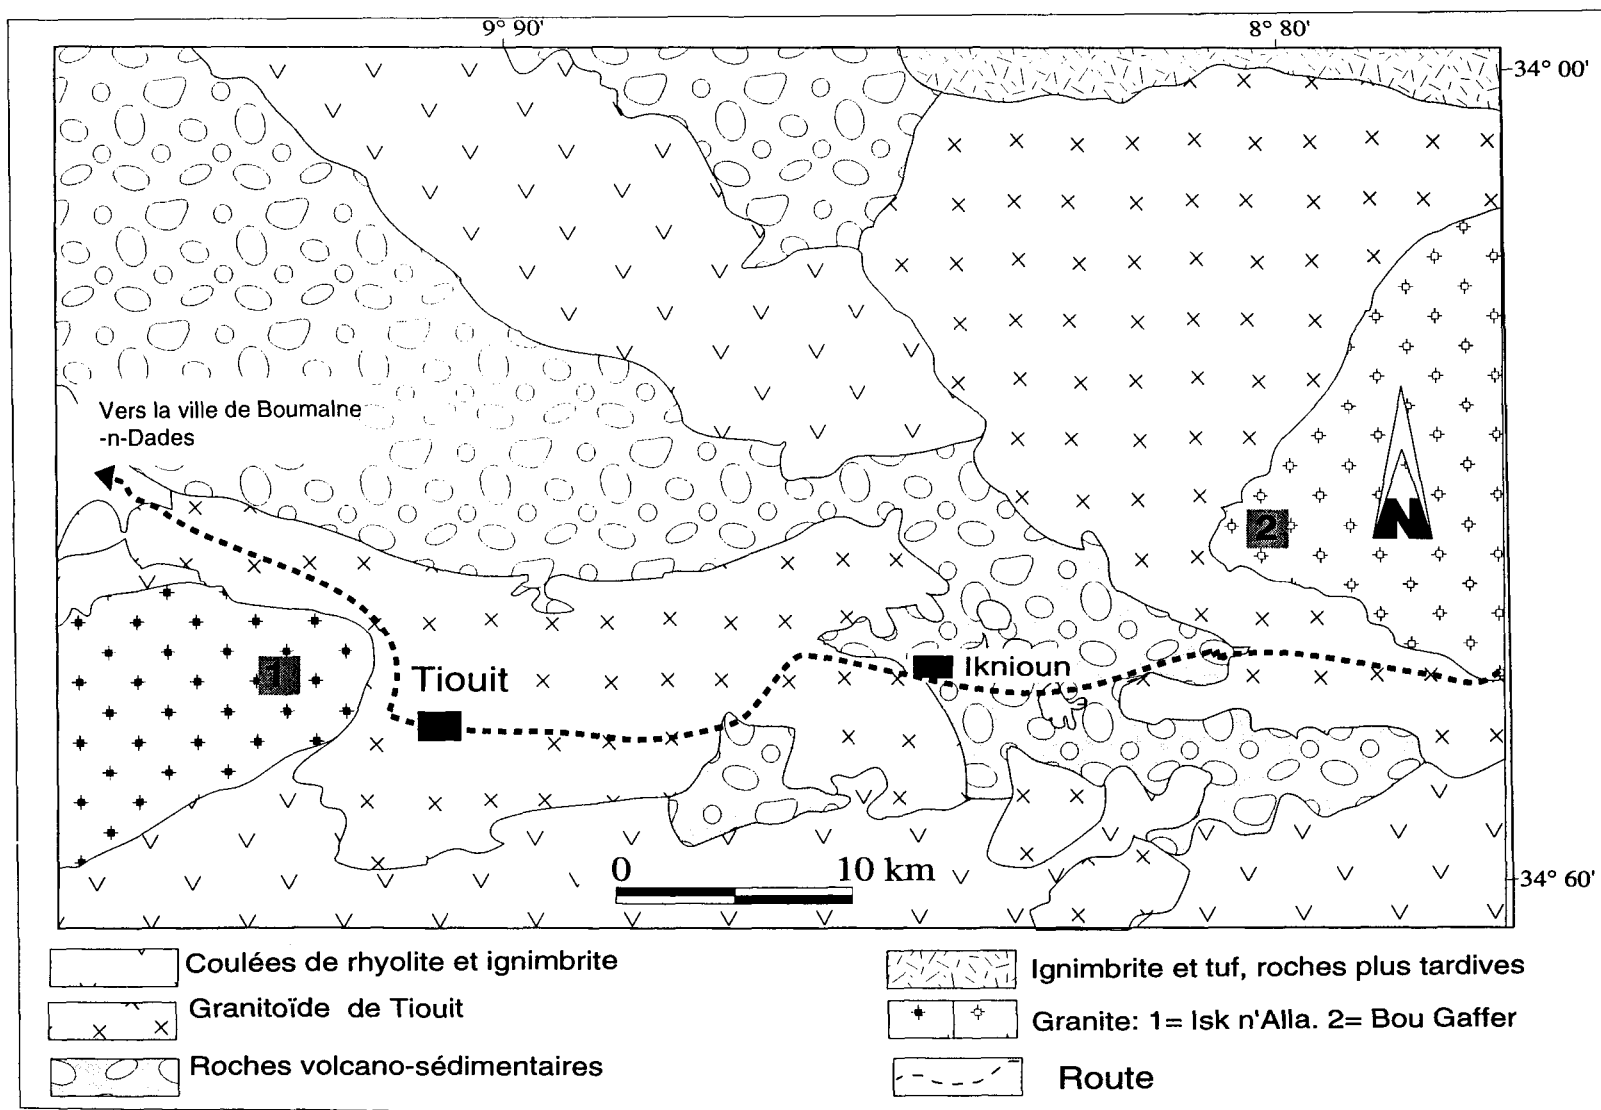 9° 90'
8° 80'
34° 00'
Vers la ville de Boumalne
-n-Dades
2
N
1
Tiouit
Iknioun
0
10 km
34° 60'
Coulées de rhyolite et ignimbrite
Granitoïde de Tiouit
Roches volcano-sédimentaires
Ignimbrite et tuf, roches plus tardives
Granite: 1= Isk n'Alla. 2= Bou Gaffer
Route